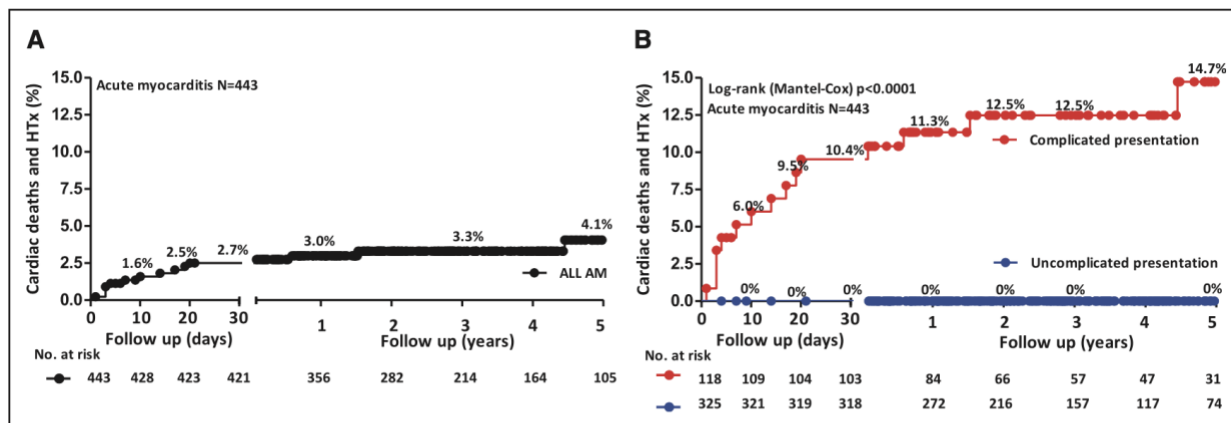 A
Cardiac deaths and HTx (%)
15.0
12.5
10.0
7.5
5.0
2.5
0.0
Acute myocarditis N=443
1.6%
2.5%
2.7%
3.0%
3.3%
4.1%
ALL AM
0 10 20 30
1 2 3 4 5
Follow up (days)
Follow up (years)
No. at risk
443 428 423 421 356 282 214 164 105
B
Cardiac deaths and HTx (%)
15.0
12.5
10.0
7.5
5.0
2.5
0.0
Log-rank (Mantel-Cox) p<0.0001
Acute myocarditis N=443
6.0%
9.5%
10.4%
11.3%
12.5%
12.5%
14.7%
Complicated presentation
Uncomplicated presentation
0% 0% 0% 0% 0% 0% 0%
0 10 20 30
1 2 3 4 5
Follow up (days)
Follow up (years)
No. at risk
118 109 104 103 84 66 57 47 31
325 321 319 318 272 216 157 117 74